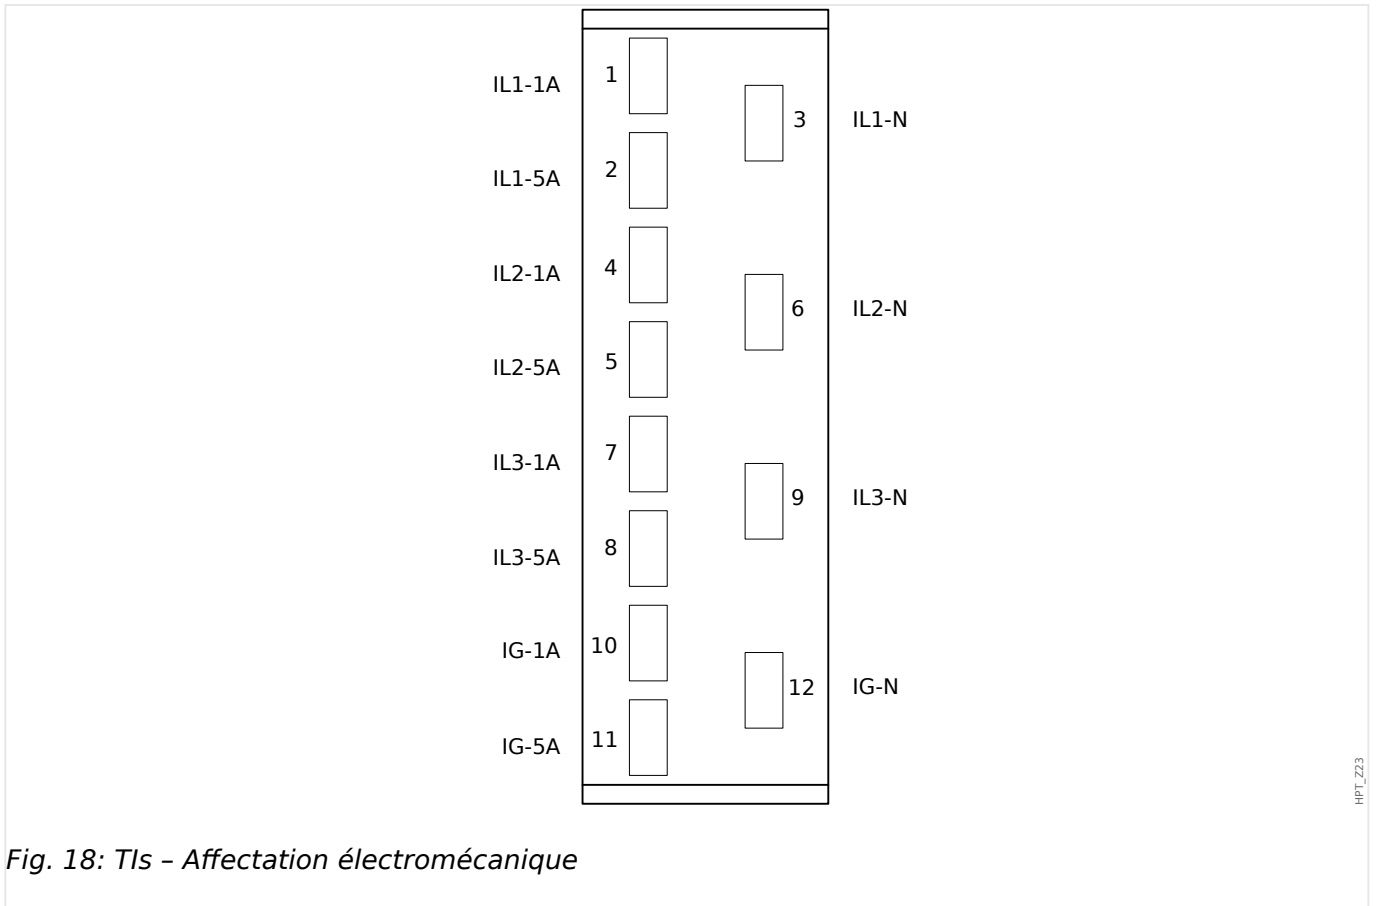 IL1-1A 1
3 IL1-N
IL1-5A 2
IL2-1A 4
6 IL2-N
IL2-5A 5
IL3-1A 7
9 IL3-N
IL3-5A 8
IG-1A 10
12 IG-N
IG-5A 11
HPT_Z23
Fig. 18: TIs – Affectation électromécanique